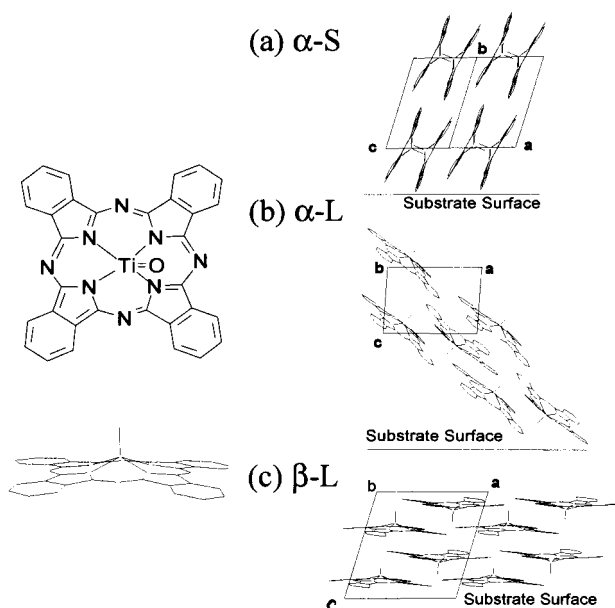 (a) α-S
b
c
a
Substrate Surface
N
N
N
N
Ti=O
N
N
N
N
(b) α-L
b
a
c
Substrate Surface
(c) β-L
b
a
c
Substrate Surface